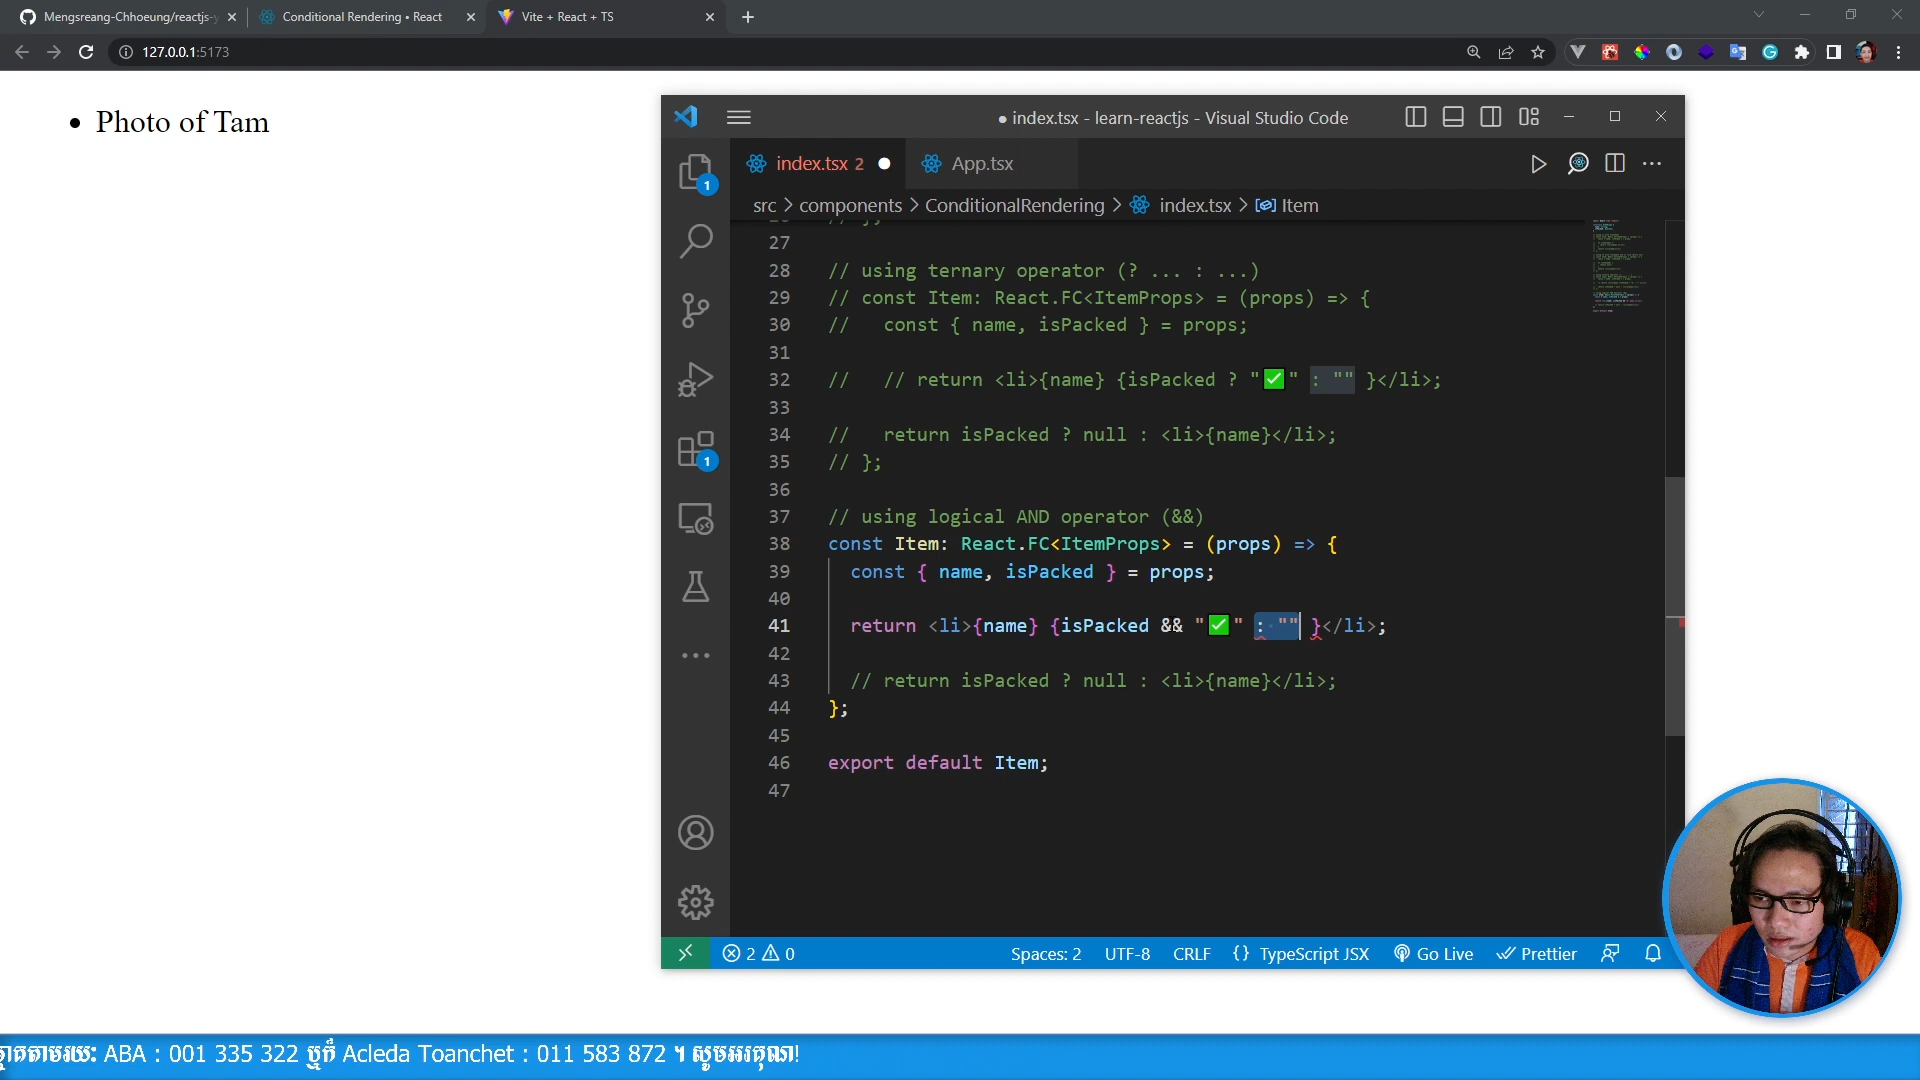 Mengsreang-Chhoeung/reactjs-y
Conditional Rendering • React
Vite + React + TS
127.0.0.1:5173
• Photo of Tam
● index.tsx - learn-reactjs - Visual Studio Code
index.tsx 2 ●
App.tsx
src > components > ConditionalRendering > index.tsx > Item
27
28 // using ternary operator (? ... : ...)
29 // const Item: React.FC<ItemProps> = (props) => {
30 //   const { name, isPacked } = props;
31
32 //   // return <li>{name} {isPacked ? "✅" : "" }</li>;
33
34 //   return isPacked ? null : <li>{name}</li>;
35 // };
36
37 // using logical AND operator (&&)
38 const Item: React.FC<ItemProps> = (props) => {
39   const { name, isPacked } = props;
40
41   return <li>{name} {isPacked && "✅" : "" }</li>;
42
43   // return isPacked ? null : <li>{name}</li>;
44 };
45
46 export default Item;
47
1
1
2 0 Spaces: 2 UTF-8 CRLF {} TypeScript JSX Go Live Prettier
ABA : 001 335 322 ឬក៏ Acleda Toanchet : 011 583 872 ។ សូមអរគុណ!